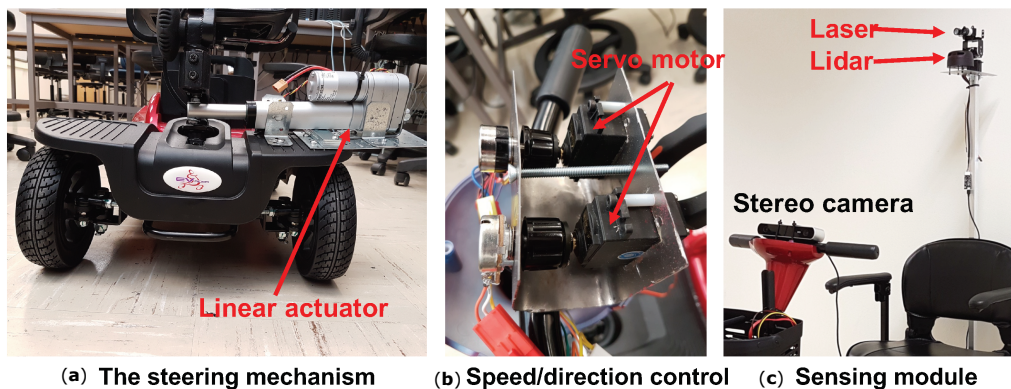 Linear actuator
(a) The steering mechanism
Servo motor
(b) Speed/direction control
Laser
Lidar
Stereo camera
(c) Sensing module